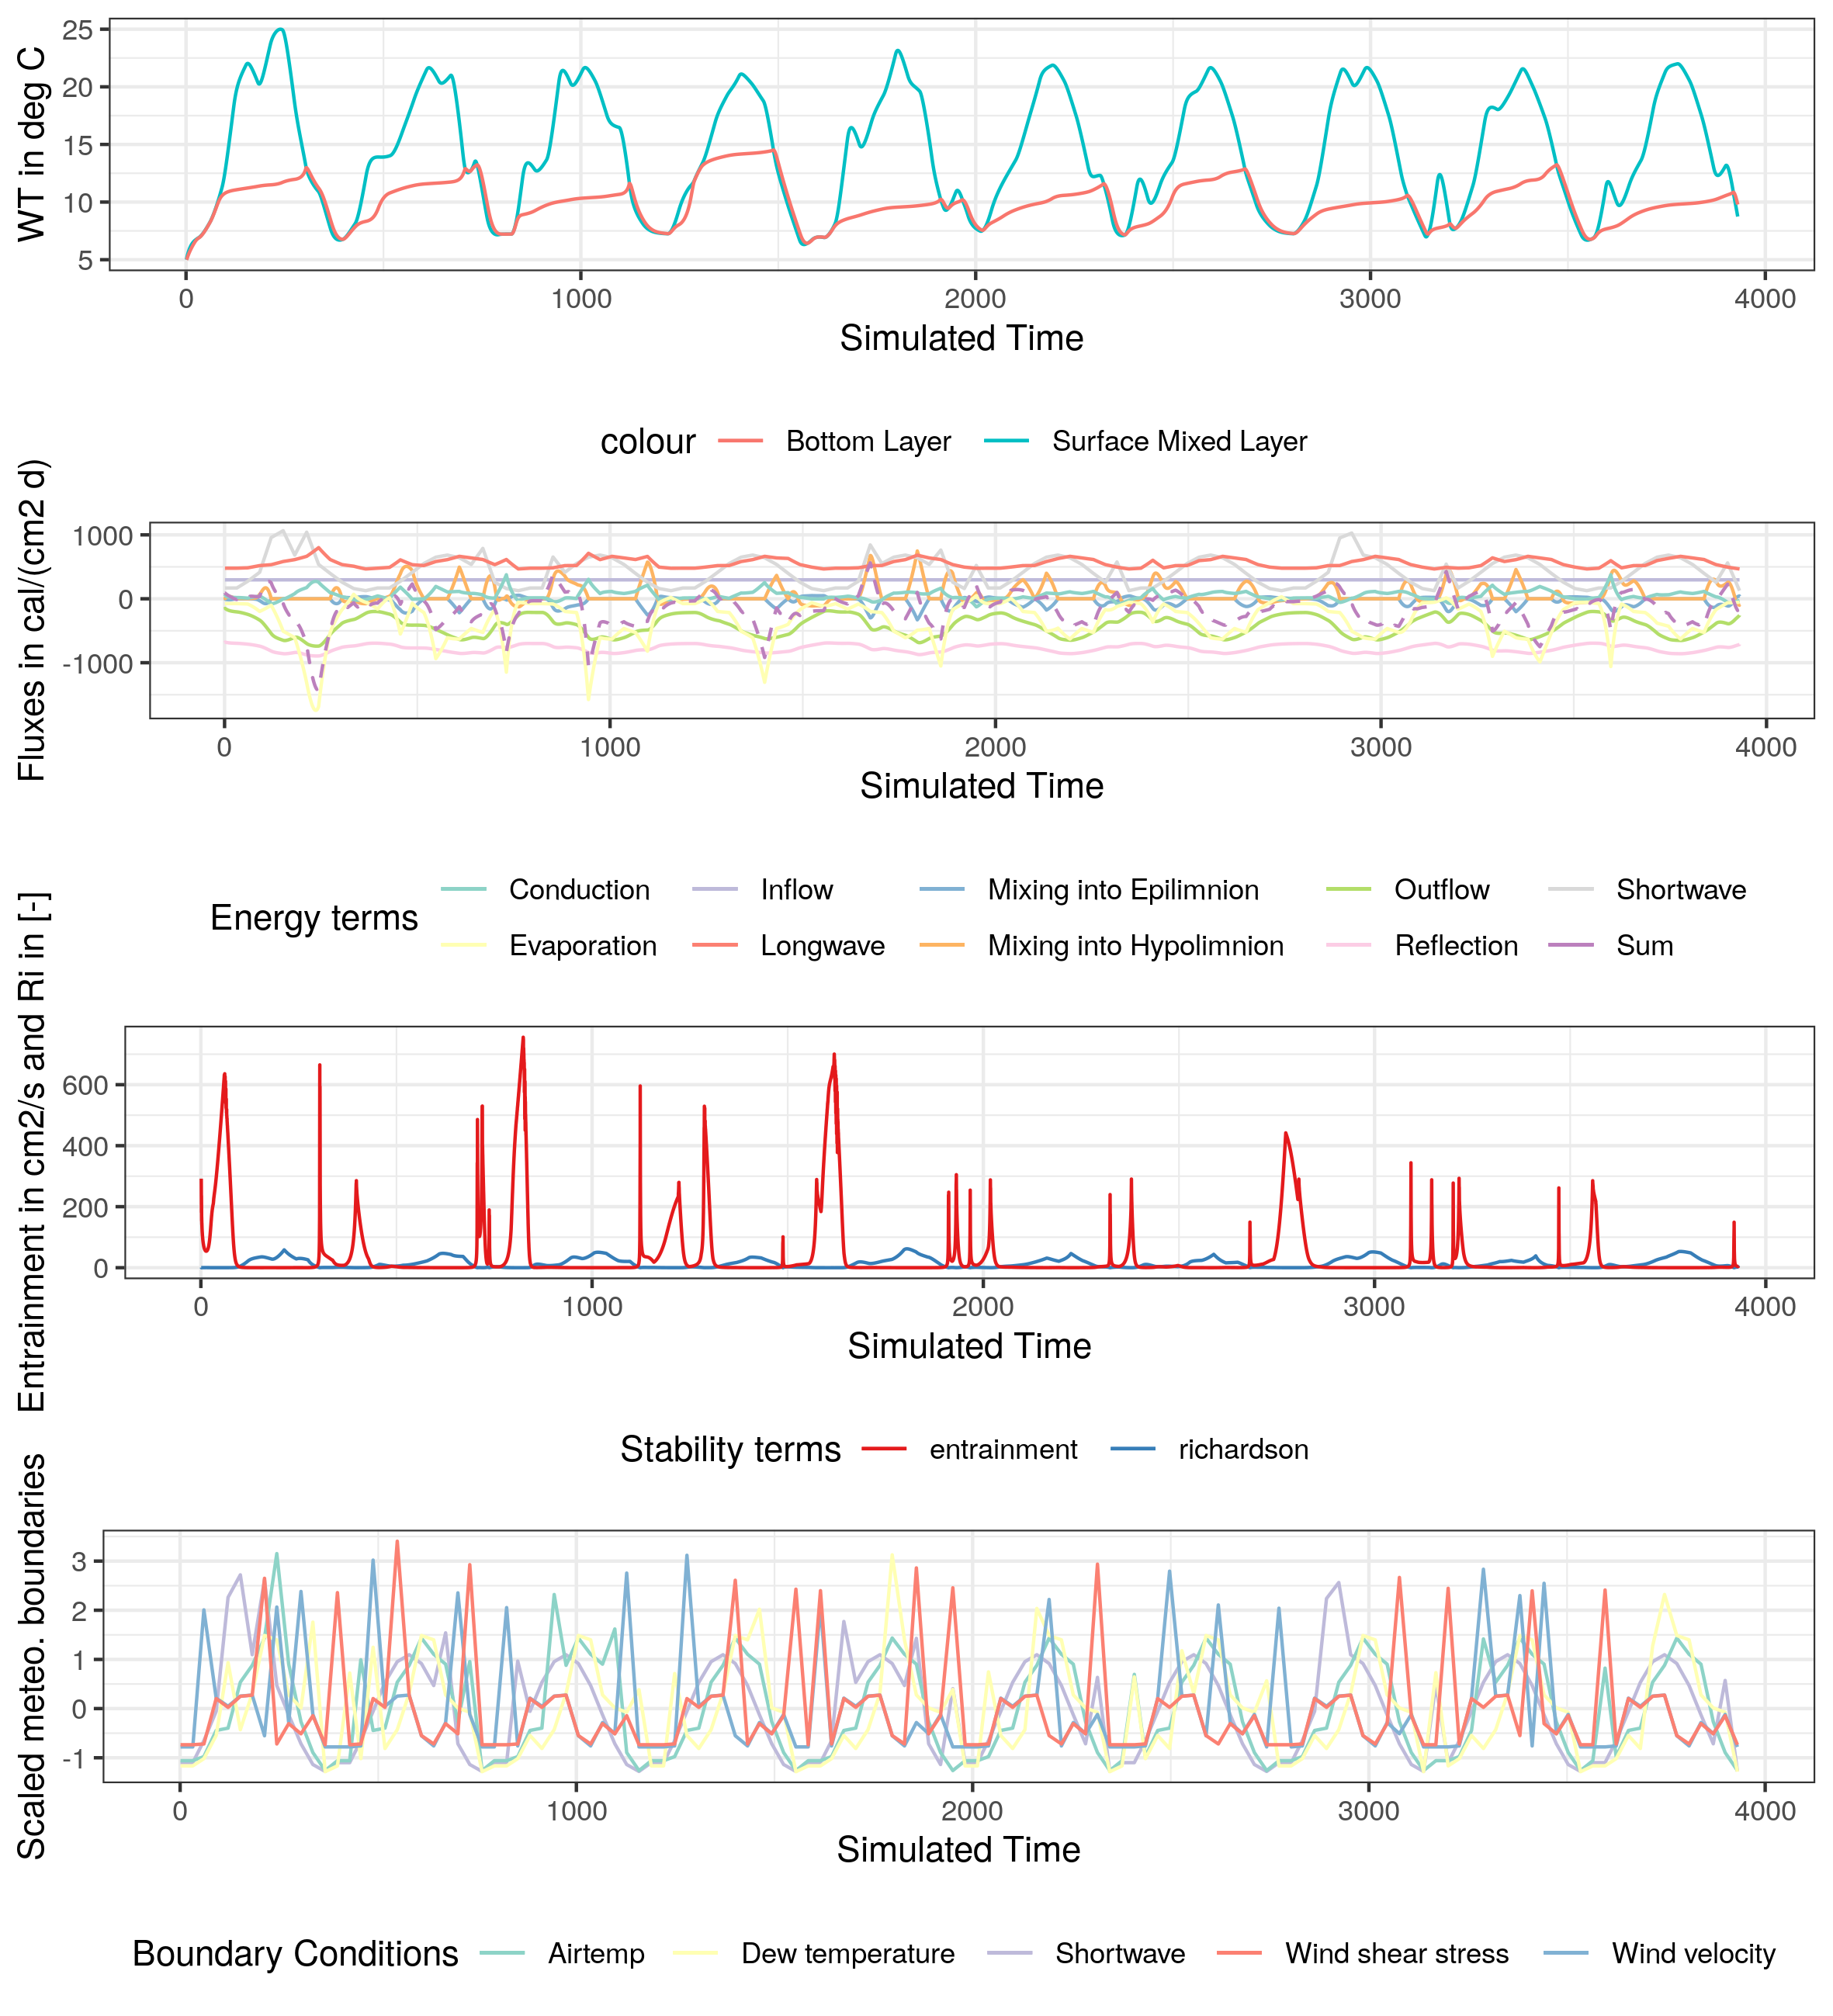 WT in deg C
25
20
15
10
5
0 1000 2000 3000 4000
Simulated Time
colour Bottom Layer Surface Mixed Layer
Fluxes in cal/(cm2 d)
1000
0
-1000
0 1000 2000 3000 4000
Simulated Time
Energy terms
Conduction Inflow Mixing into Epilimnion Outflow Shortwave
Evaporation Longwave Mixing into Hypolimnion Reflection Sum
Entrainment in cm2/s and Ri in [-]
600
400
200
0
0 1000 2000 3000 4000
Simulated Time
Stability terms entrainment richardson
Scaled meteo. boundaries
3
2
1
0
-1
0 1000 2000 3000 4000
Simulated Time
Boundary Conditions Airtemp Dew temperature Shortwave Wind shear stress Wind velocity